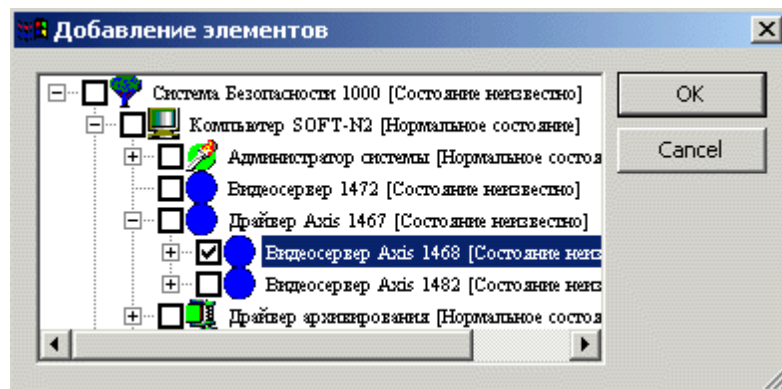 Добавление элементов
Система Безопасности 1000 [Состояние неизвестно]
OK
Компьютер SOFT-N2 [Нормальное состояние]
Cancel
Администратор системы [Нормальное состоя
Видеосервер 1472 [Состояние неизвестно]
Драйвер Axis 1467 [Состояние неизвестно]
Видеосервер Axis 1468 [Состояние неиз
Видеосервер Axis 1482 [Состояние неиз
Драйвер архивирования [Нормальное состоя